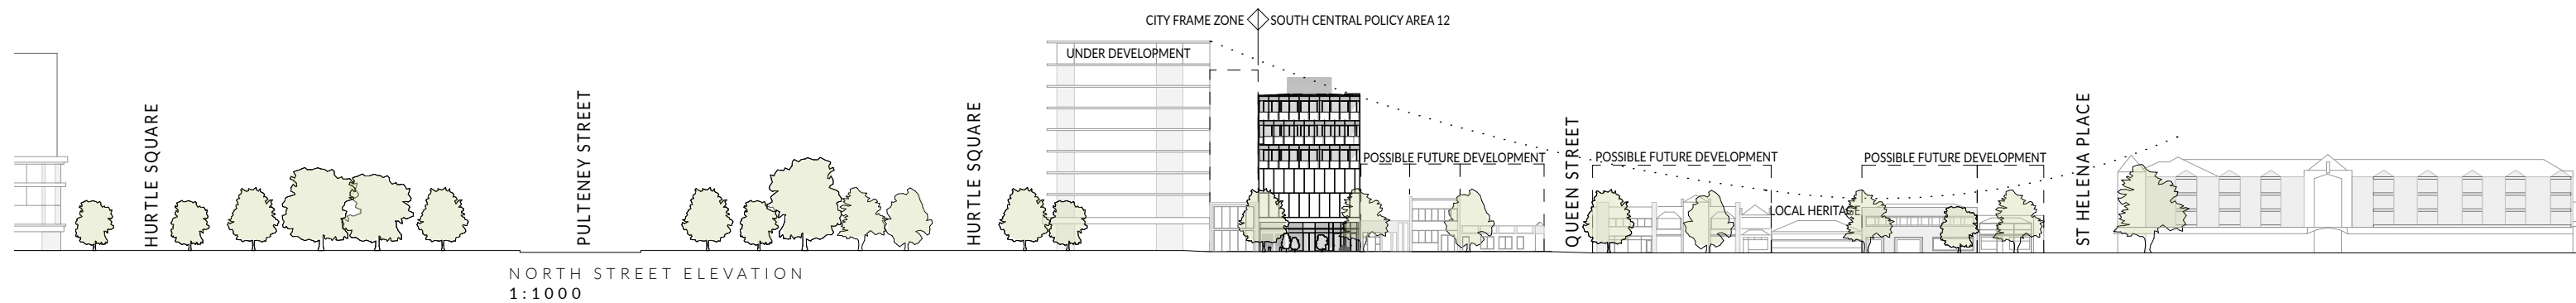 CITY FRAME ZONE SOUTH CENTRAL POLICY AREA 12
UNDER DEVELOPMENT
HURTLE SQUARE
PULTENEY STREET
HURTLE SQUARE
POSSIBLE FUTURE DEVELOPMENT
QUEEN STREET
POSSIBLE FUTURE DEVELOPMENT
LOCAL HERITAGE
POSSIBLE FUTURE DEVELOPMENT
ST HELENA PLACE
NORTH STREET ELEVATION
1:1000